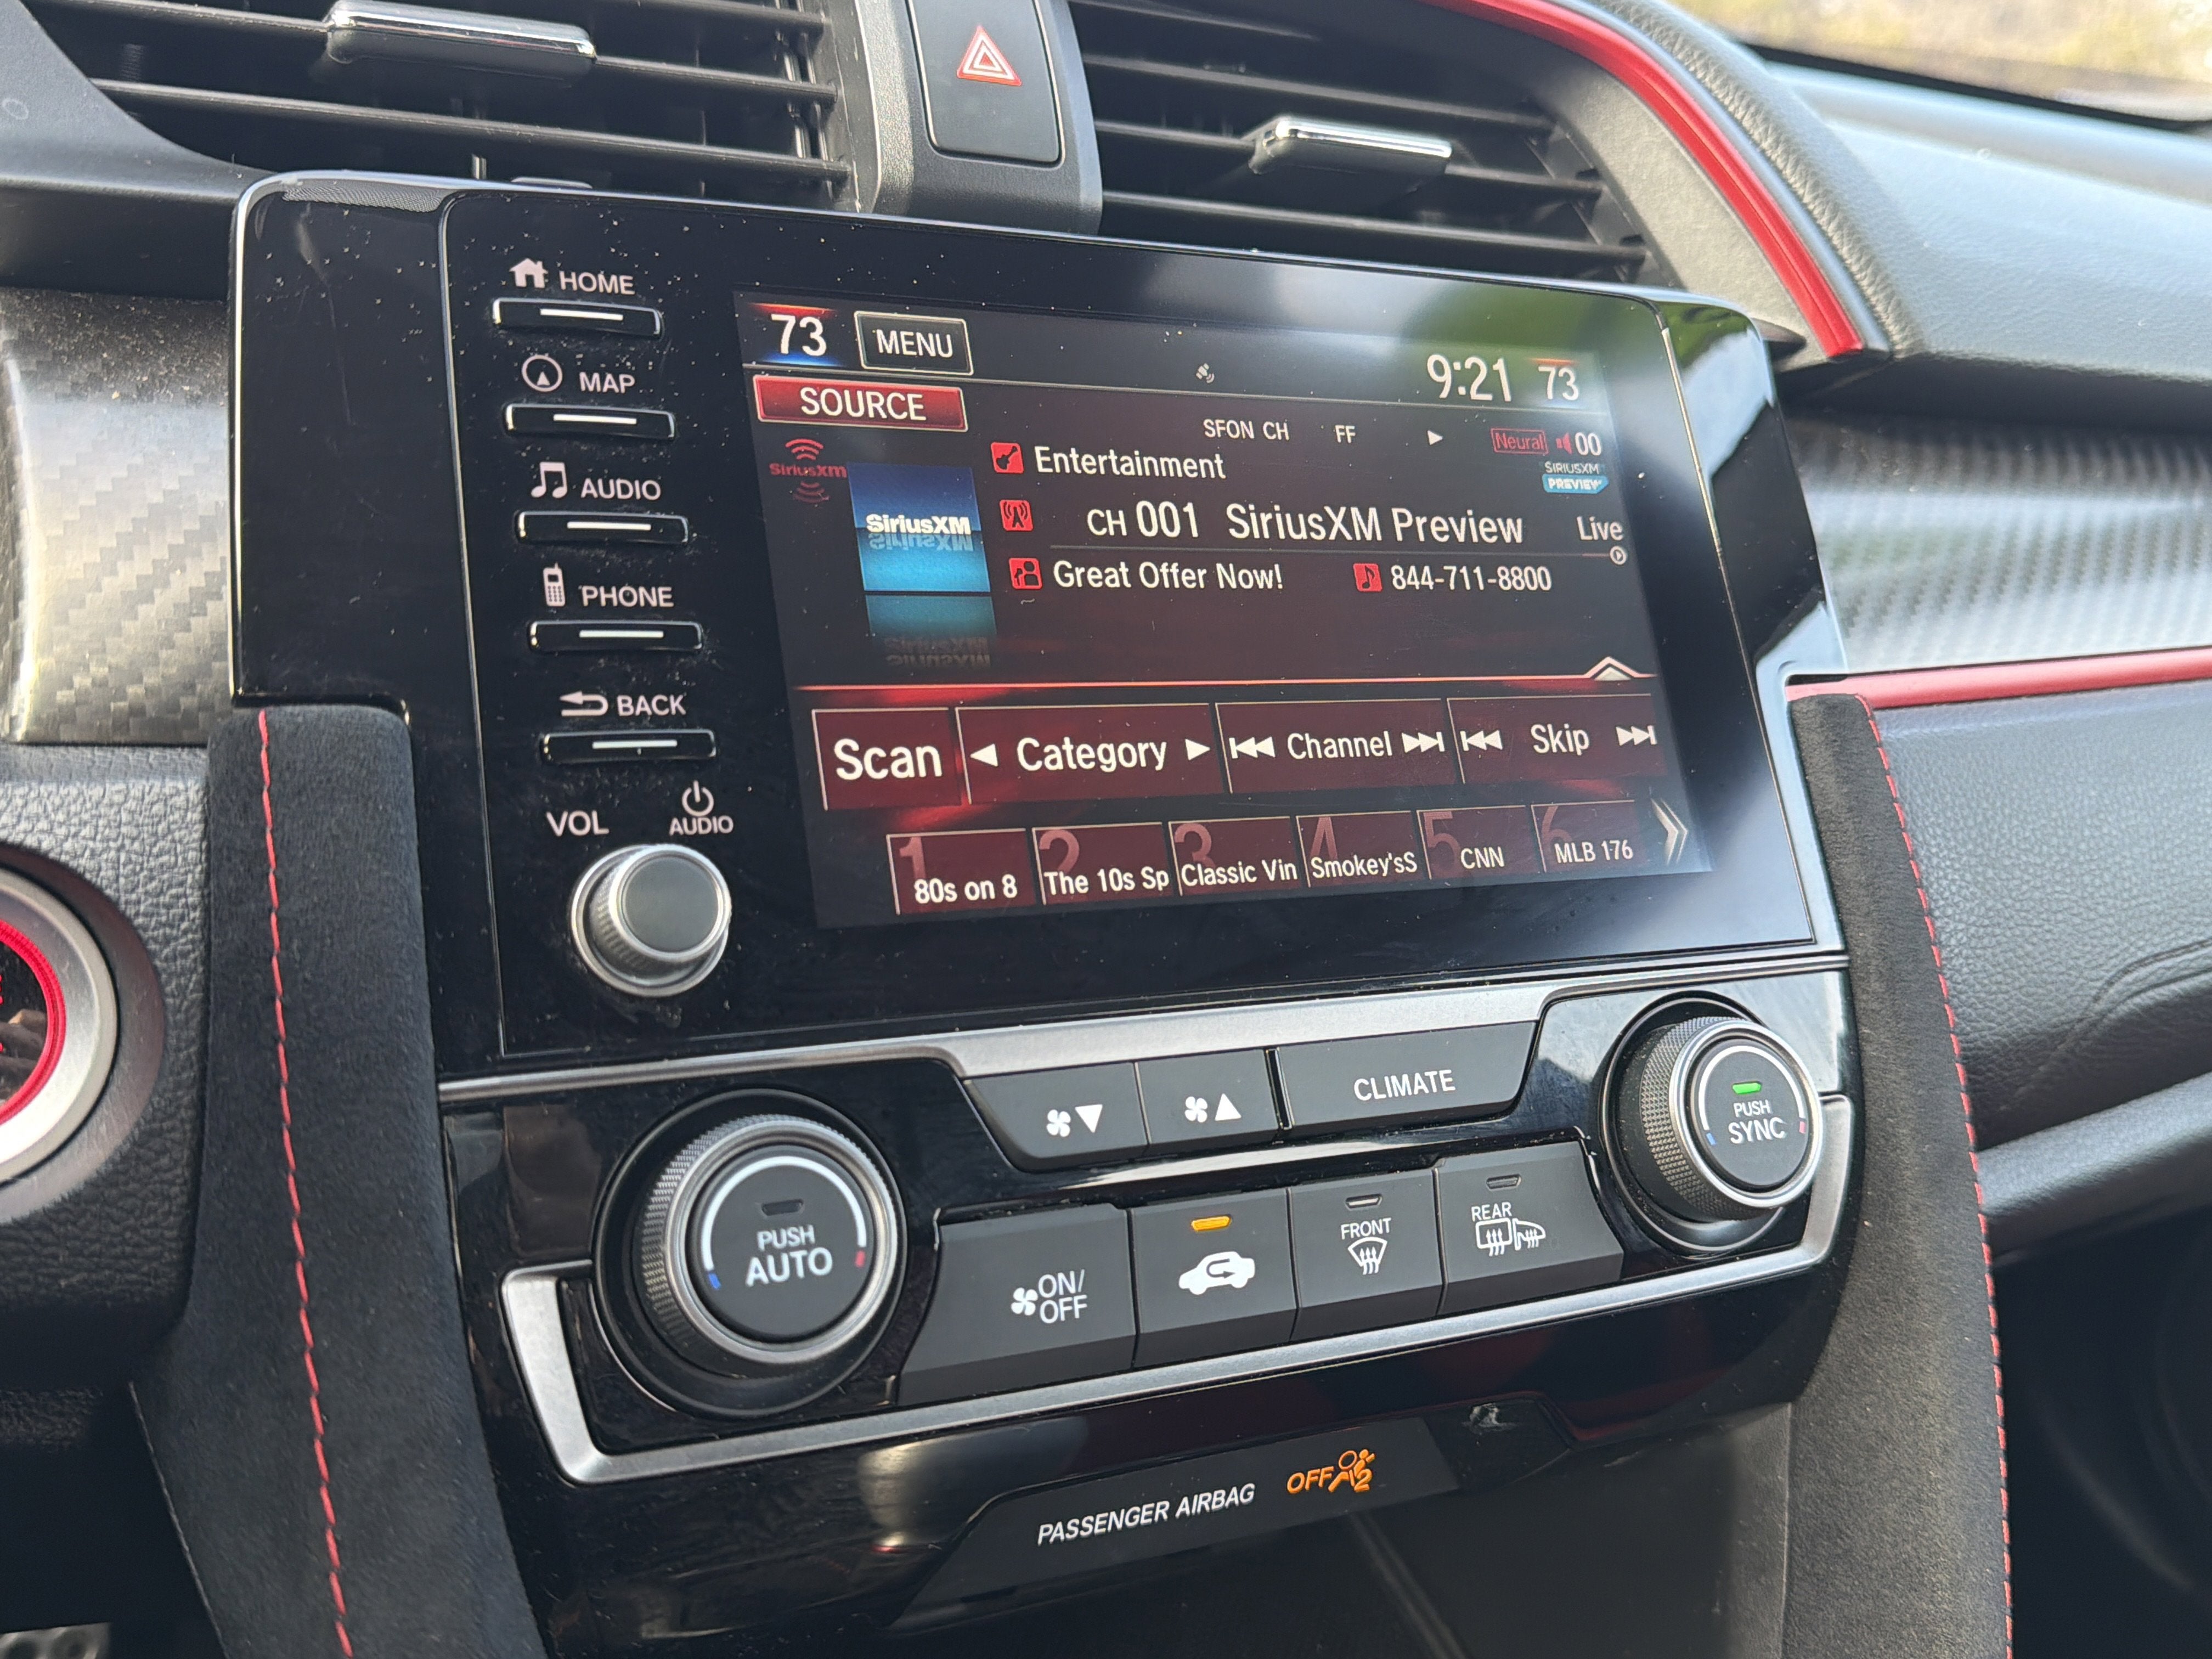 HOME
MAP
AUDIO
PHONE
BACK
VOL
AUDIO
73 MENU 9:21 73
SOURCE
SFON CH FF Neural 00
SiriusXM
Entertainment
SIRIUSXM
PREVIEW
SiriusXM
CH 001 SiriusXM Preview Live
Great Offer Now! 844-711-8800
Scan Category Channel Skip
1 80s on 8
2 The 10s Sp
3 Classic Vin
4 Smokey'sS
5 CNN
6 MLB 176
CLIMATE
PUSH
SYNC
PUSH
AUTO
ON/
OFF
FRONT
REAR
PASSENGER AIRBAG OFF 2